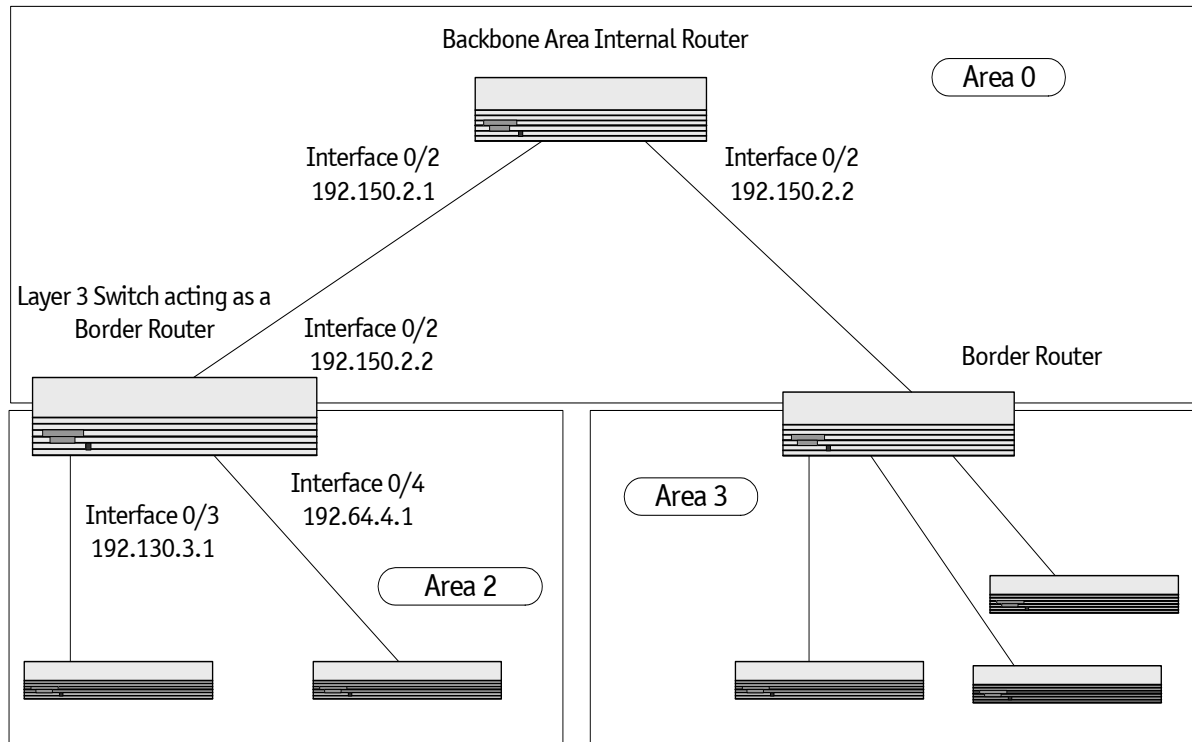 Backbone Area Internal Router
Area 0
Interface 0/2
192.150.2.1
Interface 0/2
192.150.2.2
Layer 3 Switch acting as a
Border Router
Interface 0/2
192.150.2.2
Border Router
Interface 0/3
192.130.3.1
Interface 0/4
192.64.4.1
Area 2
Area 3